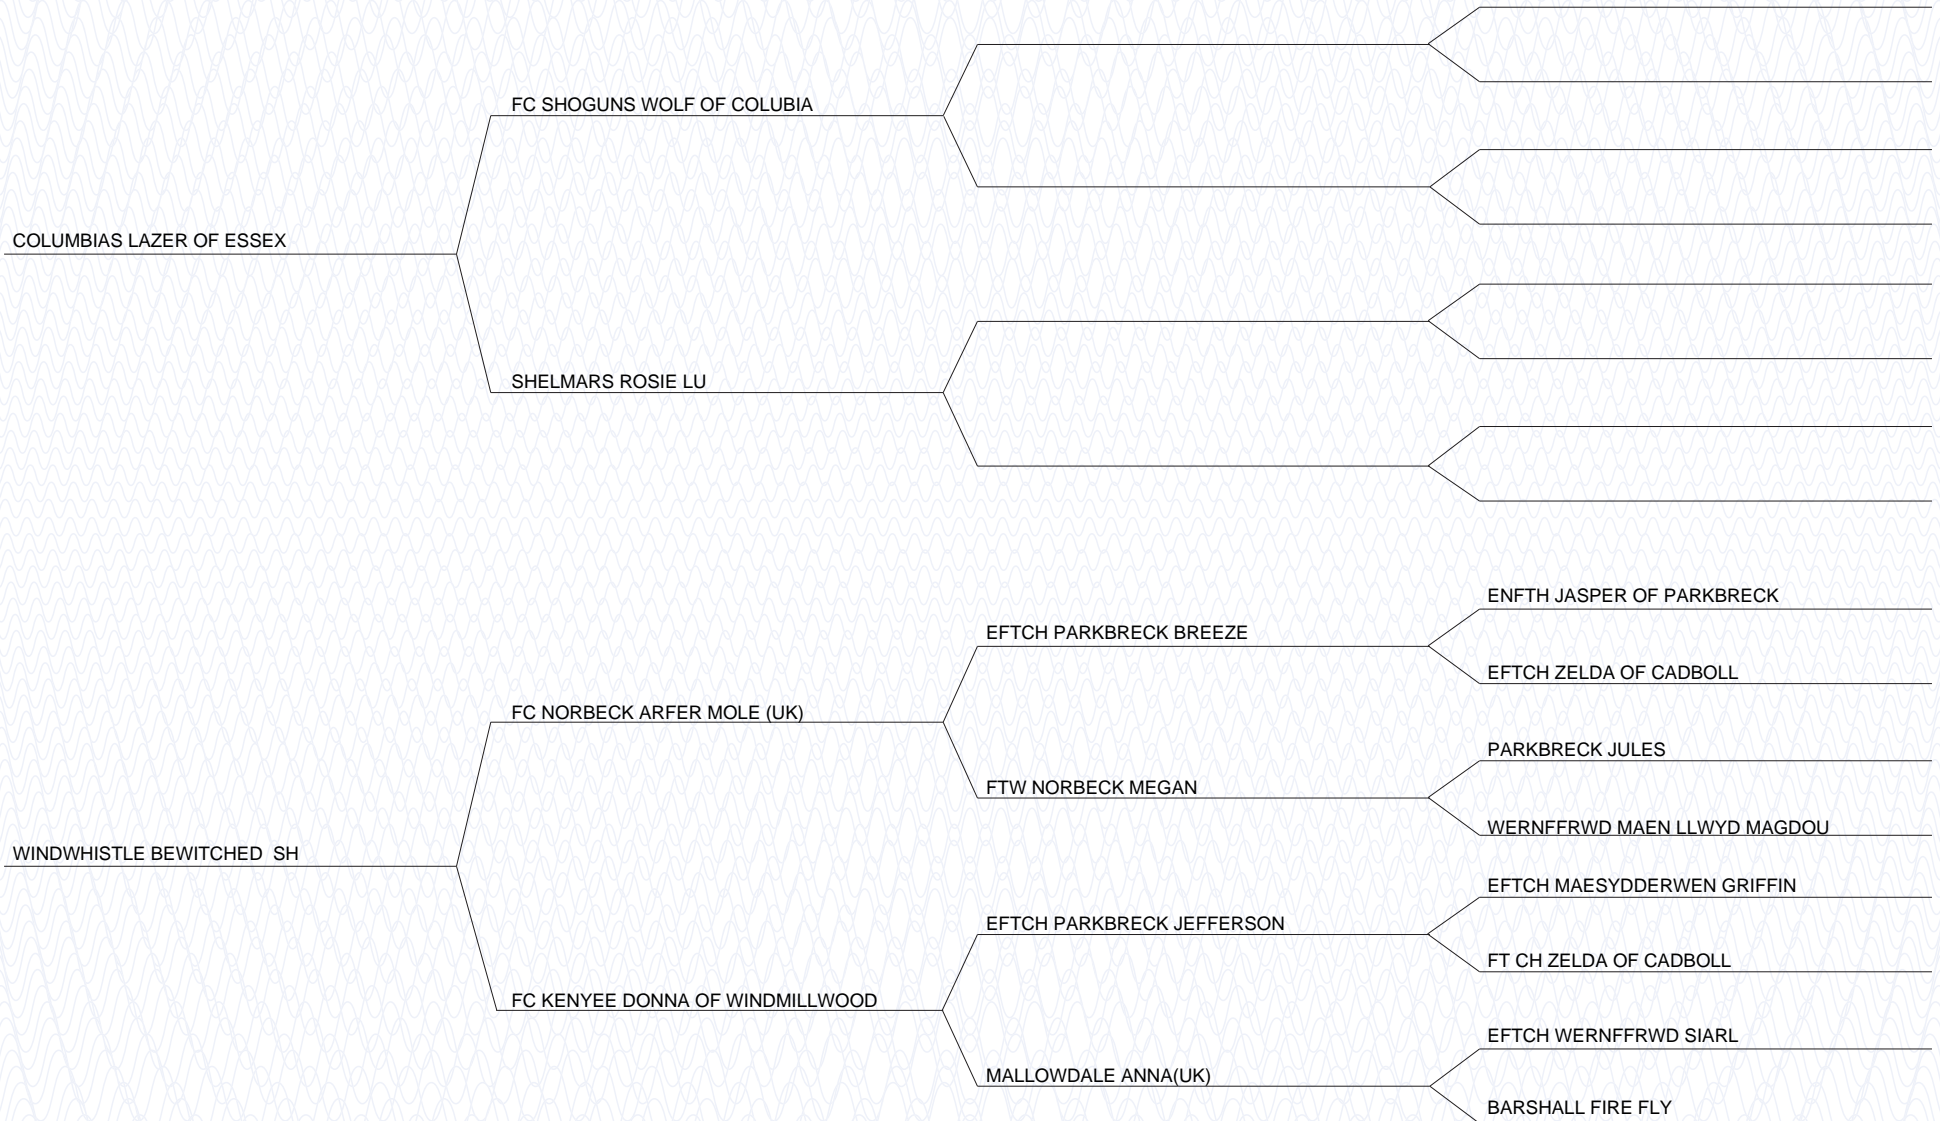 FC SHOGUNS WOLF OF COLUBIA
COLUMBIAS LAZER OF ESSEX
SHELMARS ROSIE LU
ENFTH JASPER OF PARKBRECK
EFTCH PARKBRECK BREEZE
EFTCH ZELDA OF CADBOLL
FC NORBECK ARFER MOLE (UK)
PARKBRECK JULES
FTW NORBECK MEGAN
WERNFFRWD MAEN LLWYD MAGDOU
WINDWHISTLE BEWITCHED  SH
EFTCH MAESYDDERWEN GRIFFIN
EFTCH PARKBRECK JEFFERSON
FT CH ZELDA OF CADBOLL
FC KENYEE DONNA OF WINDMILLWOOD
EFTCH WERNFFRWD SIARL
MALLOWDALE ANNA(UK)
BARSHALL FIRE FLY